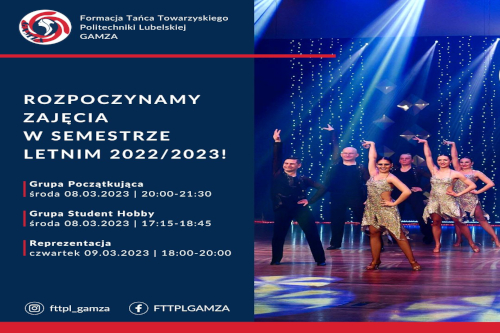 Formacja Tańca Towarzyskiego
Politechniki Lubelskiej
GAMZA
ROZPOCZYNAMY
ZAJĘCIA
W SEMESTRZE
LETNIM 2022/2023!
Grupa Początkująca
środa 08.03.2023 | 20:00-21:30
Grupa Student Hobby
środa 08.03.2023 | 17:15-18:45
Reprezentacja
czwartek 09.03.2023 | 18:00-20:00
fttpl_gamza
FTTPLGAMZA